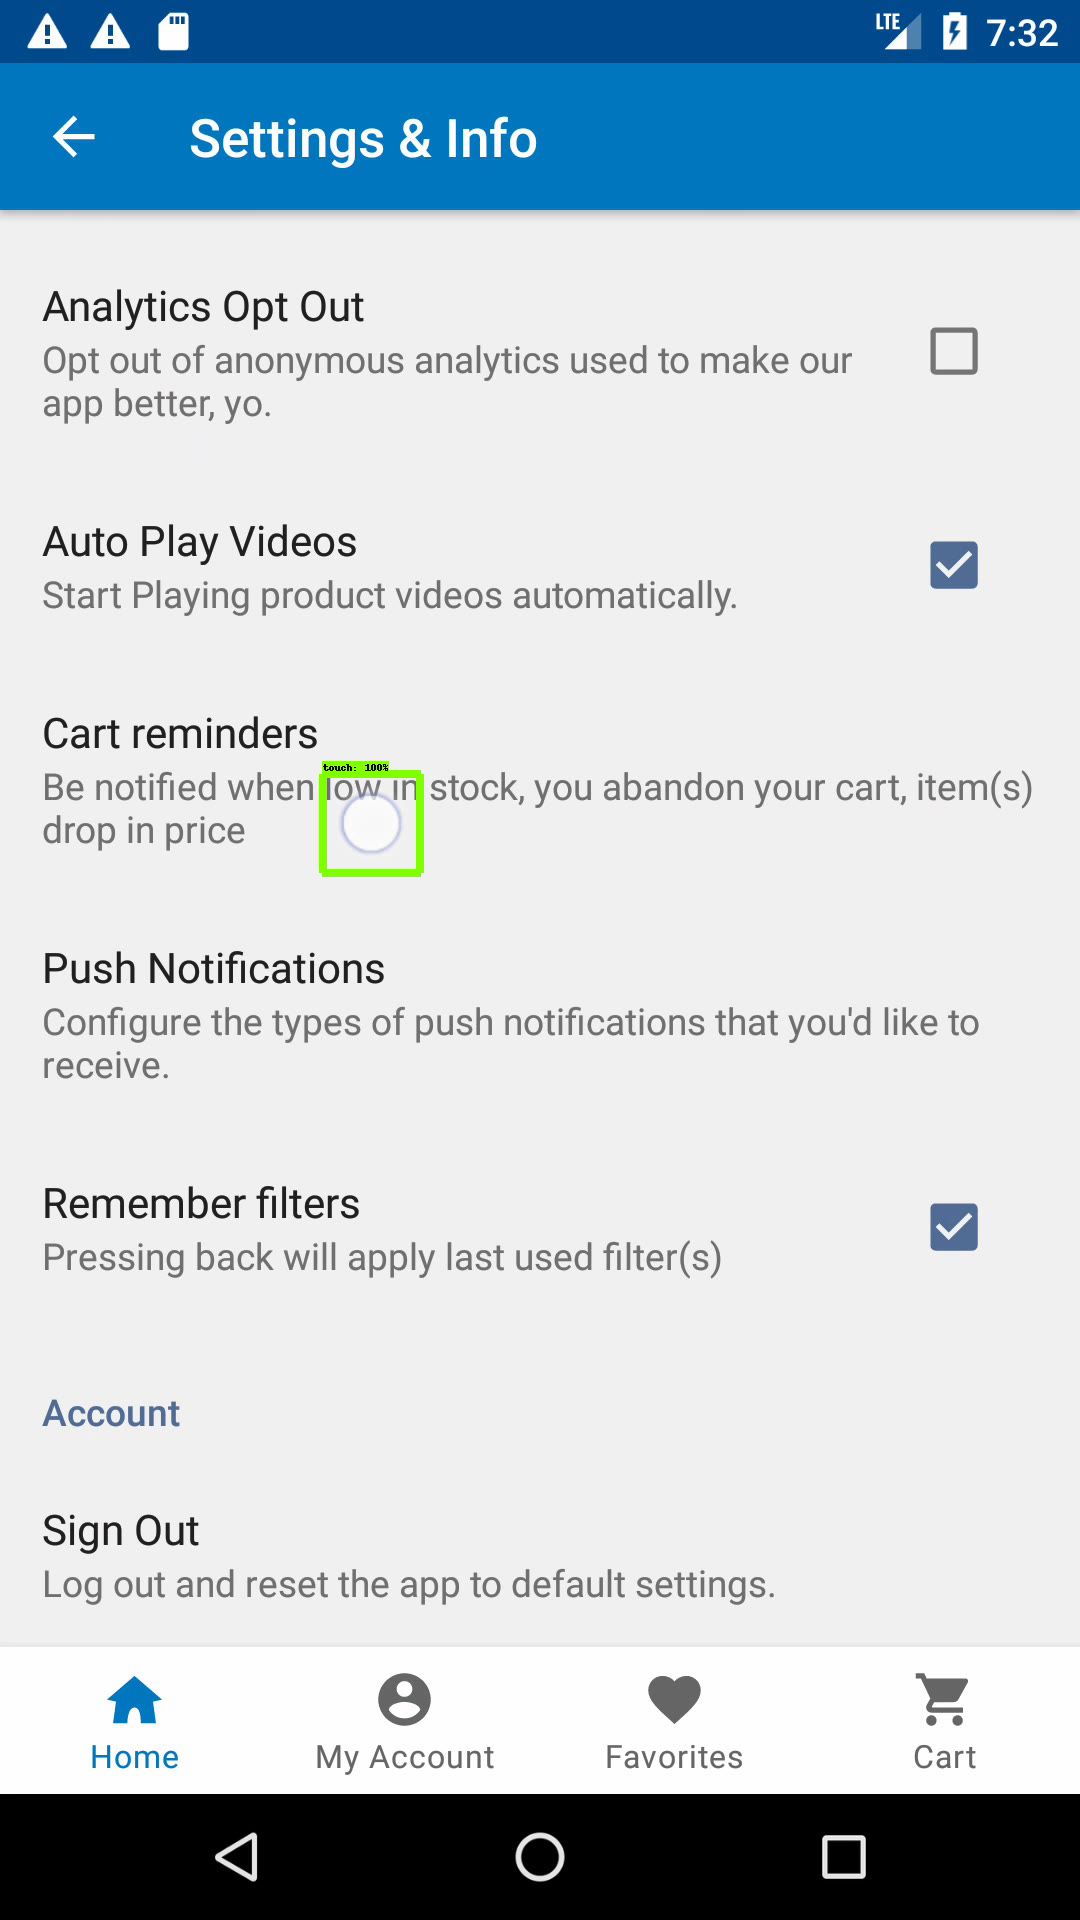 LTE 7:32
Settings & Info
Analytics Opt Out
Opt out of anonymous analytics used to make our
app better, yo.
Auto Play Videos
Start Playing product videos automatically.
Cart reminders
touch: 100%
Be notified when low in stock, you abandon your cart, item(s)
drop in price
Push Notifications
Configure the types of push notifications that you'd like to
receive.
Remember filters
Pressing back will apply last used filter(s)
Account
Sign Out
Log out and reset the app to default settings.
Home My Account Favorites Cart